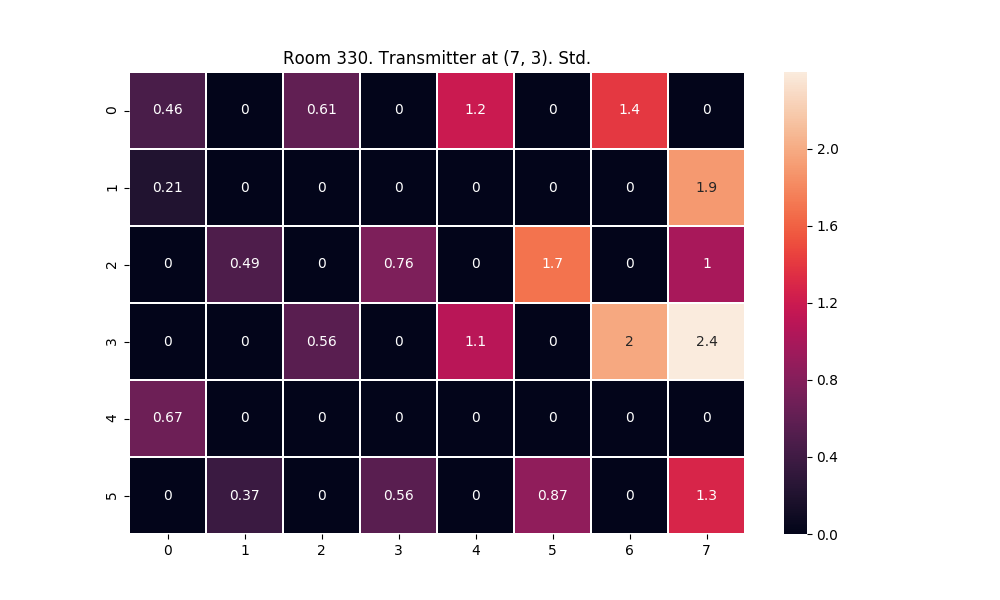 Room 330. Transmitter at (7, 3). Std.
0 0.46 0 0.61 0 1.2 0 1.4 0
2.0
1 0.21 0 0 0 0 0 0 1.9
1.6
2 0 0.49 0 0.76 0 1.7 0 1
1.2
3 0 0 0.56 0 1.1 0 2 2.4
0.8
4 0.67 0 0 0 0 0 0 0
0.4
5 0 0.37 0 0.56 0 0.87 0 1.3
0.0
0 1 2 3 4 5 6 7